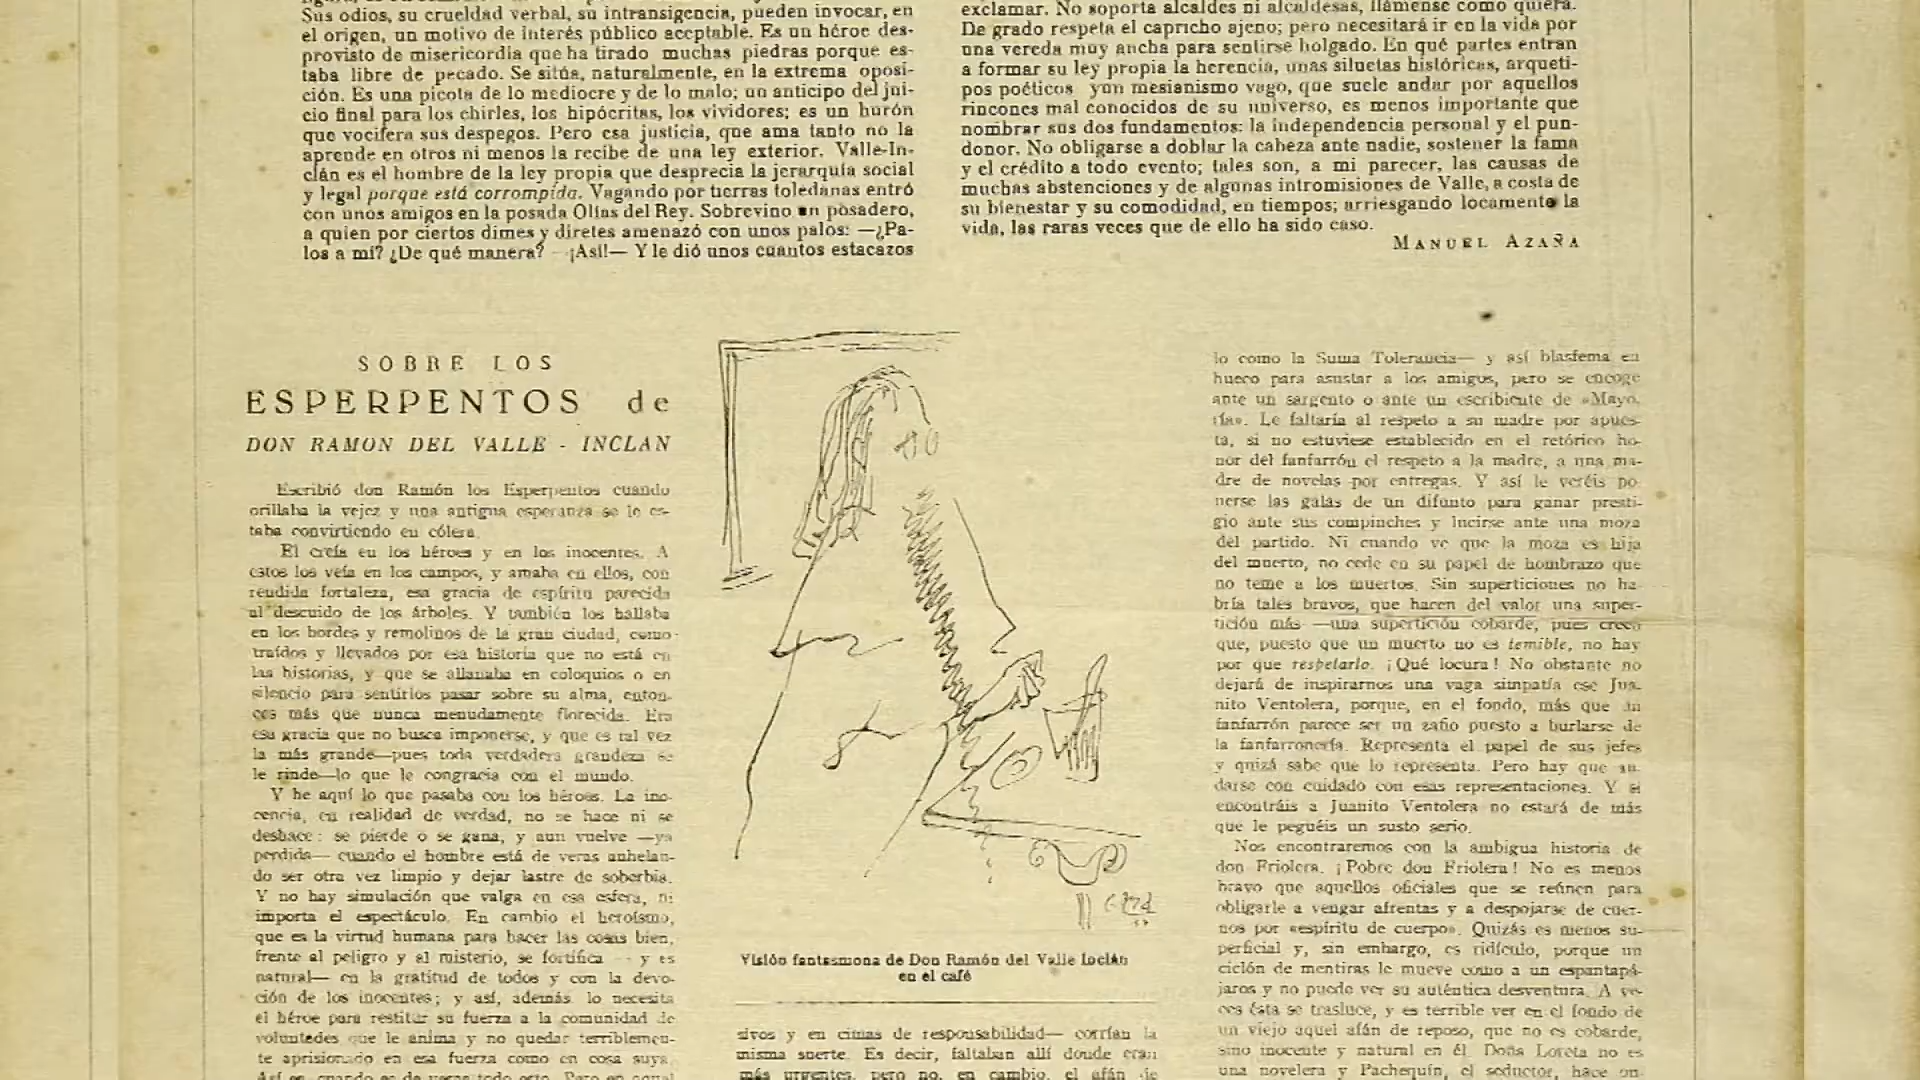 Sus odios, su crueldad verbal, su intransigencia, pueden invocar, en
el origen, un motivo de interés público aceptable. Es un héroe des-
provisto de misericordia que ha tirado muchas piedras porque es-
taba libre de pecado. Se sitúa, naturalmente, en la extrema oposi-
ción. Es una picota de lo mediocre y de lo malo; un anticipo del jui-
cio final para los chirles, los hipócritas, los vividores; es un hurón
que vocifera sus despegos. Pero esa justicia, que ama tanto no la
aprende en otros ni menos la recibe de una ley exterior. Valle-In-
clán es el hombre de la ley propia que desprecia la jerarquía social
y legal porque está corrompida. Vagando por tierras toledanas entró
con unos amigos en la posada Olías del Rey. Sobrevino un posadero,
a quien por ciertos dimes y diretes amenazó con unos palos: —¿Pa-
los a mí? ¿De qué manera? —¡Así!— Y le dió unos cuantos estacazos
exclamar. No soporta alcaldes ni alcaldesas, llámense como quiera.
De grado respeta el capricho ajeno; pero necesitará ir en la vida por
una vereda muy ancha para sentirse holgado. En qué partes entran
a formar su ley propia la herencia, unas siluetas históricas, arqueti-
pos poéticos y un mesianismo vago, que suele andar por aquellos
rincones mal conocidos de su universo, es menos importante que
nombrar sus dos fundamentos: la independencia personal y el pun-
donor. No obligarse a doblar la cabeza ante nadie, sostener la fama
y el crédito a todo evento; tales son, a mi parecer, las causas de
muchas abstenciones y de algunas intromisiones de Valle, a costa de
su bienestar y su comodidad, en tiempos; arriesgando locamente la
vida, las raras veces que de ello ha sido caso.
MANUEL AZAÑA
SOBRE LOS
ESPERPENTOS de
DON RAMON DEL VALLE - INCLAN
Escribió don Ramón los Esperpentos cuando
orillaba la vejez y una antigua esperanza se le es-
taba convirtiendo en cólera.
El creía en los héroes y en los inocentes. A
estos los veía en los campos, y amaba en ellos, con
rendida fortaleza, esa gracia de espíritu parecida
al descuido de los árboles. Y también los hallaba
en los bordes y remolinos de la gran ciudad, como
traídos y llevados por esa historia que no está en
las historias, y que se allanaba en coloquios o en
silencio para sentirlos pasar sobre su alma, enton-
ces más que nunca menudamente florecida. Era
esa gracia que no busca imponerse, y que es tal vez
la más grande—pues toda verdadera grandeza se
le rinde—lo que le congracia con el mundo.
Y he aquí lo que pasaba con los héroes. La ino-
cencia, en realidad de verdad, no se hace ni se
deshace: se pierde o se gana, y aun vuelve —ya
perdida— cuando el hombre está de veras anhelan-
do ser otra vez limpio y dejar lastre de soberbia.
Y no hay simulación que valga en esa esfera, ni
importa el espectáculo. En cambio el heroísmo,
que es la virtud humana para hacer las cosas bien,
frente al peligro y al misterio, se fortifica —y es
natural— en la gratitud de todos y con la devo-
ción de los inocentes; y así, además lo necesita
el héroe para restituir su fuerza a la comunidad de
voluntades que le anima y no quedar terriblemen-
te aprisionado en esa fuerza como en cosa suya.
Visión fantasmona de Don Ramón del Valle Inclán
en el café
sivos y en cimas de responsabilidad— corrían la
misma suerte. Es decir, faltaban allí donde eran
más urgentes, pero no, en cambio, el afán de
lo como la Suma Tolerancia— y así blasfema en
hueco para asustar a los amigos, pero se encoge
ante un sargento o ante un escribiente de «Mayo-
ría». Le faltaría al respeto a su madre por apues-
ta, si no estuviese establecido en el retórico ho-
nor del fanfarrón el respeto a la madre, a una ma-
dre de novelas por entregas. Y así le veréis po-
nerse las galas de un difunto para ganar presti-
gio ante sus compinches y lucirse ante una moza
del partido. Ni cuando ve que la moza es hija
del muerto, no cede en su papel de hombrazo que
no teme a los muertos. Sin superticiones no ha-
bría tales bravos, que hacen del valor una super-
tición más —una supertición cobarde, pues creen
que, puesto que un muerto no es temible, no hay
por que respetarlo. ¡Qué locura! No obstante no
dejará de inspirarnos una vaga simpatía ese Jua-
nito Ventolera, porque, en el fondo, más que un
fanfarrón parece ser un zafio puesto a burlarse de
la fanfarronería. Representa el papel de sus jefes
y quizá sabe que lo representa. Pero hay que an-
darse con cuidado con esas representaciones. Y si
encontráis a Juanito Ventolera no estará de más
que le peguéis un susto serio.
Nos encontraremos con la ambigua historia de
don Friolera. ¡Pobre don Friolera! No es menos
bravo que aquellos oficiales que se reúnen para
obligarle a vengar afrentas y a despojarse de cuer-
nos por «espíritu de cuerpo». Quizás es menos su-
perficial y, sin embargo, es ridículo, porque un
ciclón de mentiras le mueve como a un espantapá-
jaros y no puede ver su auténtica desventura. A ve-
ces ésta se trasluce, y es terrible ver en el fondo de
un viejo aquel afán de reposo, que no es cobarde,
sino inocente y natural en él. Doña Loreta no es
una novelera y Pachequín, el seductor, hace on-